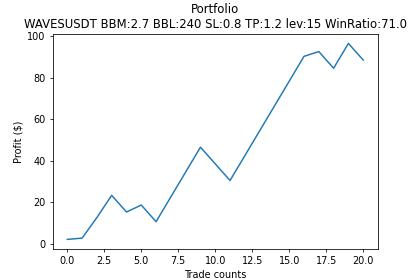 Portfolio
WAVESUSDT BBM:2.7 BBL:240 SL:0.8 TP:1.2 lev:15 WinRatio:71.0
100
80
60
40
20
0
Profit ($)
0.0 2.5 5.0 7.5 10.0 12.5 15.0 17.5 20.0
Trade counts